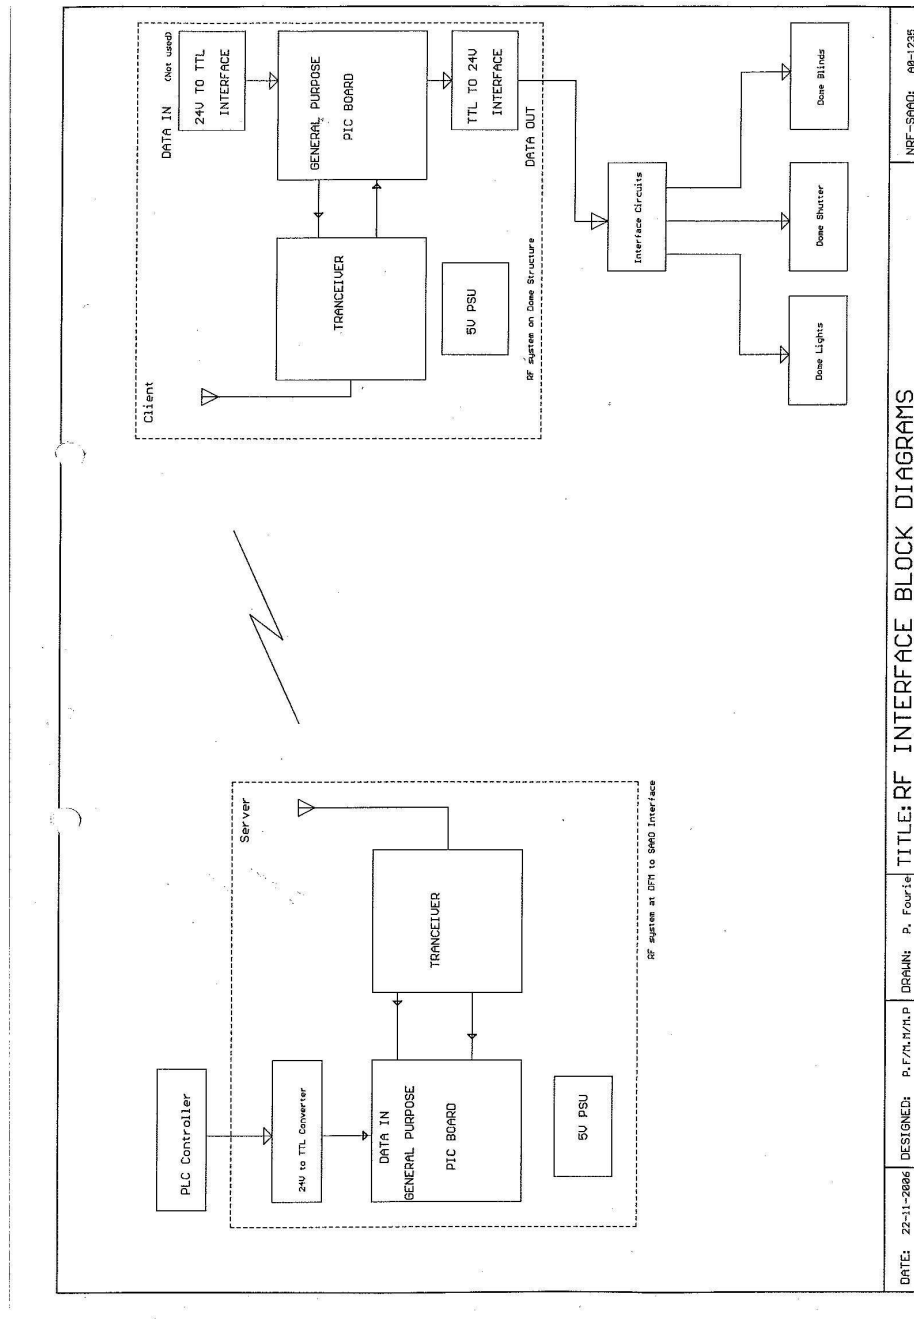 PLC Controller
24V to TTL Converter
DATA IN
GENERAL PURPOSE
PIC BOARD
5V PSU
Server
TRANCEIVER
RF system at DFM to SAAO Interface
Client
TRANCEIVER
5V PSU
RF system on Dome Structure
DATA IN (Not used)
24V TO TTL
INTERFACE
GENERAL PURPOSE
PIC BOARD
TTL TO 24V
INTERFACE
DATA OUT
Interface Circuits
Dome Lights
Dome Shutter
Dome Blinds
DATE: 22-11-2006
DESIGNED: P.F/M.M/M.P
DRAWN: P. Fourie
TITLE: RF INTERFACE BLOCK DIAGRAMS
NRF-SAAO: A0-1235